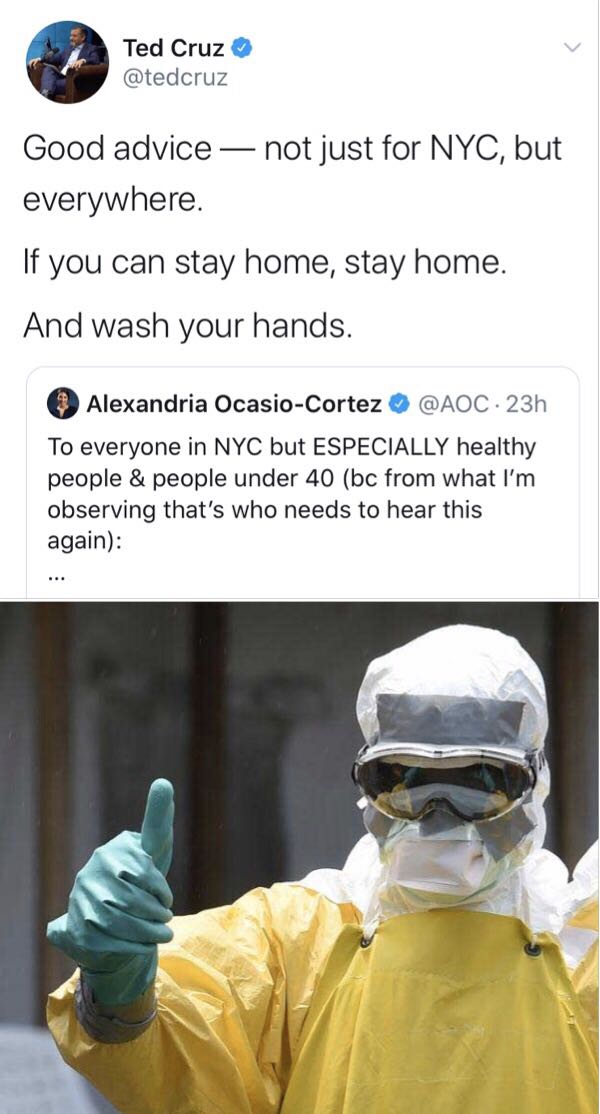 Ted Cruz
@tedcruz
Good advice — not just for NYC, but
everywhere.
If you can stay home, stay home.
And wash your hands.
Alexandria Ocasio-Cortez @AOC · 23h
To everyone in NYC but ESPECIALLY healthy
people & people under 40 (bc from what I’m
observing that’s who needs to hear this
again):
...